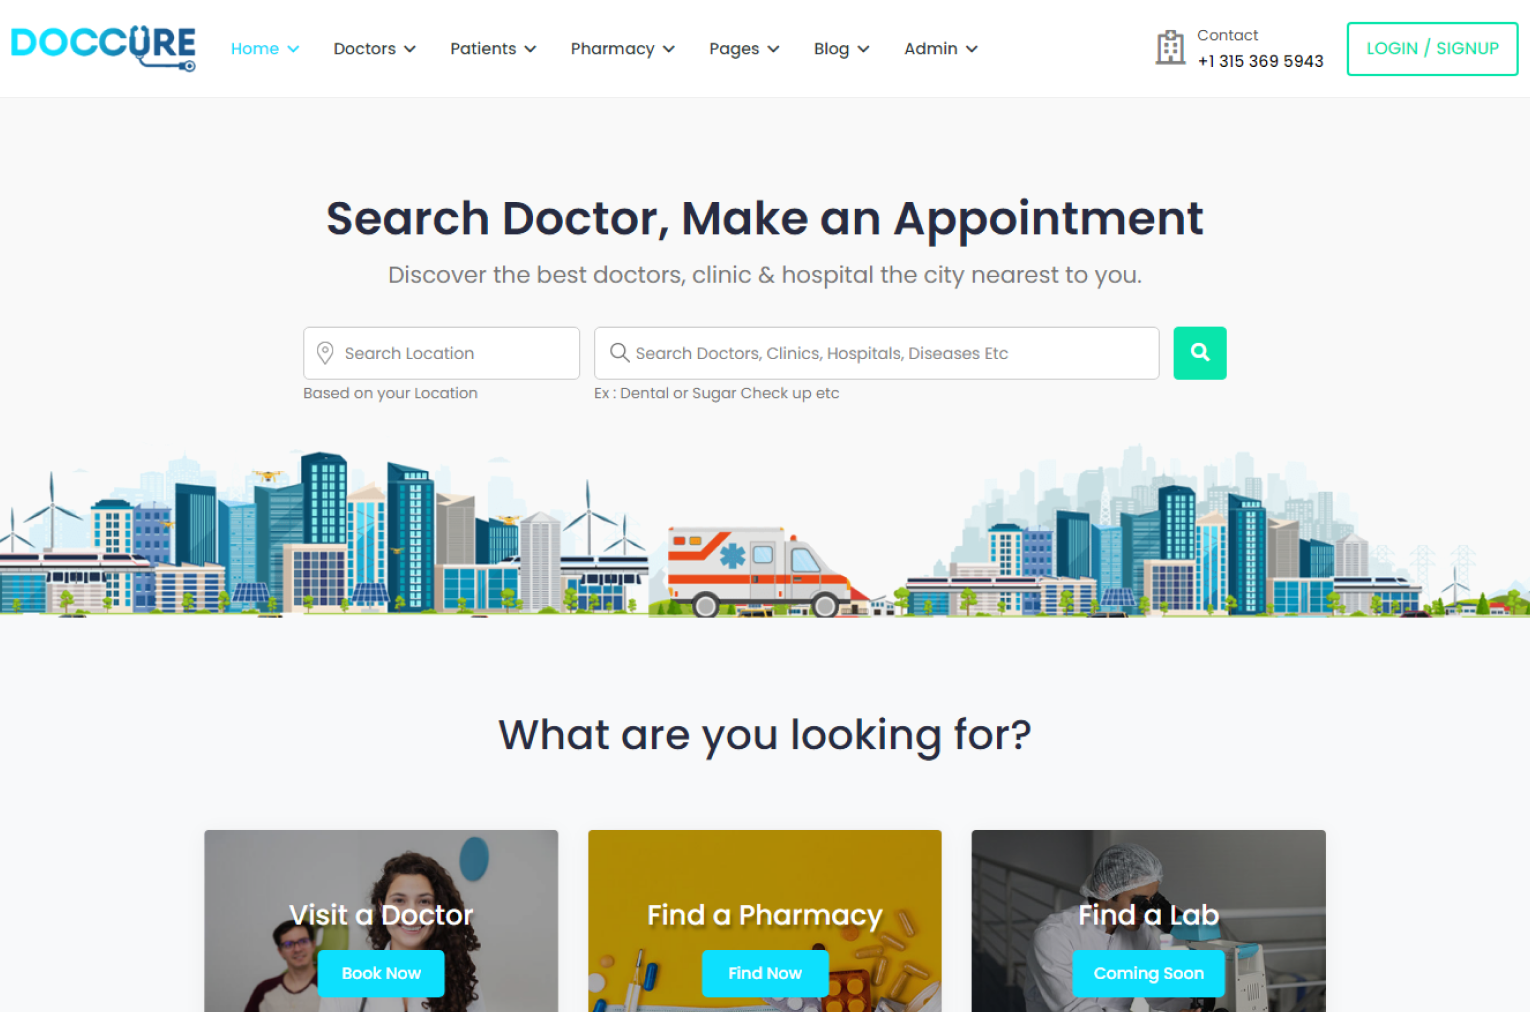 DOCCURE
Home Doctors Patients Pharmacy Pages Blog Admin
Contact
+1 315 369 5943
LOGIN / SIGNUP
Search Doctor, Make an Appointment
Discover the best doctors, clinic & hospital the city nearest to you.
Search Location
Search Doctors, Clinics, Hospitals, Diseases Etc
Based on your Location
Ex : Dental or Sugar Check up etc
What are you looking for?
Visit a Doctor
Book Now
Find a Pharmacy
Find Now
Find a Lab
Coming Soon